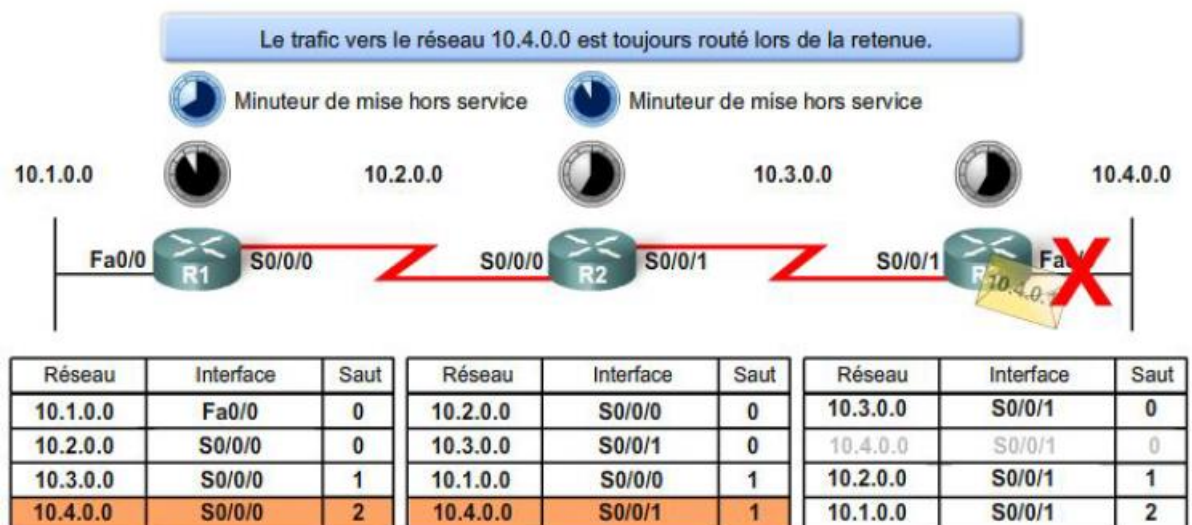 Le trafic vers le réseau 10.4.0.0 est toujours routé lors de la retenue.
Minuteur de mise hors service Minuteur de mise hors service
10.1.0.0 10.2.0.0 10.3.0.0 10.4.0.0
Fa0/0 R1 S0/0/0 S0/0/0 R2 S0/0/1 S0/0/1
10.4.0.
Réseau Interface Saut Réseau Interface Saut Réseau Interface Saut
10.1.0.0 Fa0/0 0 10.2.0.0 S0/0/0 0 10.3.0.0 S0/0/1 0
10.2.0.0 S0/0/0 0 10.3.0.0 S0/0/1 0 10.4.0.0 S0/0/1 0
10.3.0.0 S0/0/0 1 10.1.0.0 S0/0/0 1 10.2.0.0 S0/0/1 1
10.4.0.0 S0/0/0 2 10.4.0.0 S0/0/1 1 10.1.0.0 S0/0/1 2